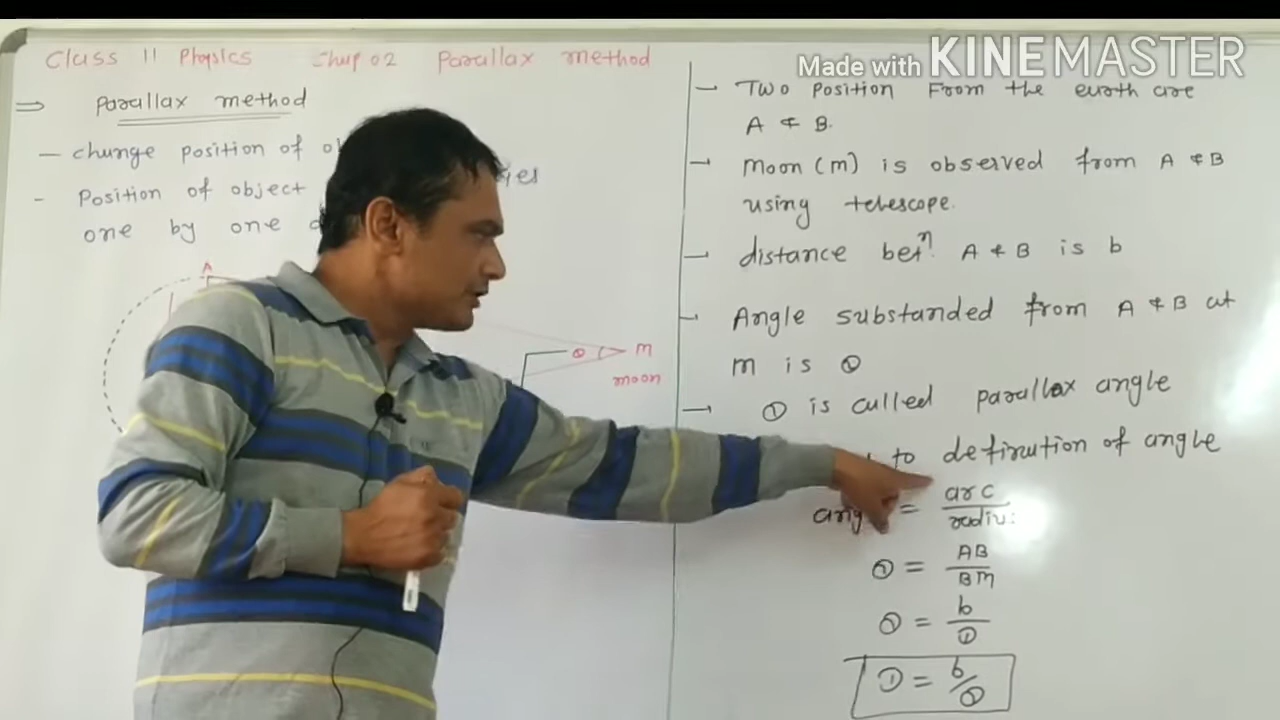 Class 11 Physics Chap 02 Parallax method
Made with KINEMASTER
⇒ Parallax method
– change position of
- Position of object
one by one
A
θ M
moon
– Two Position From the earth are
A & B.
→ Moon (m) is observed from A & B
using telescope.
→ distance betⁿ. A & B is b
→ Angle substanded from A & B at
m is θ
→ θ is called parallax angle
to defination of angle
= arc / radius
θ = AB / BM
θ = b / D
D = b/θ